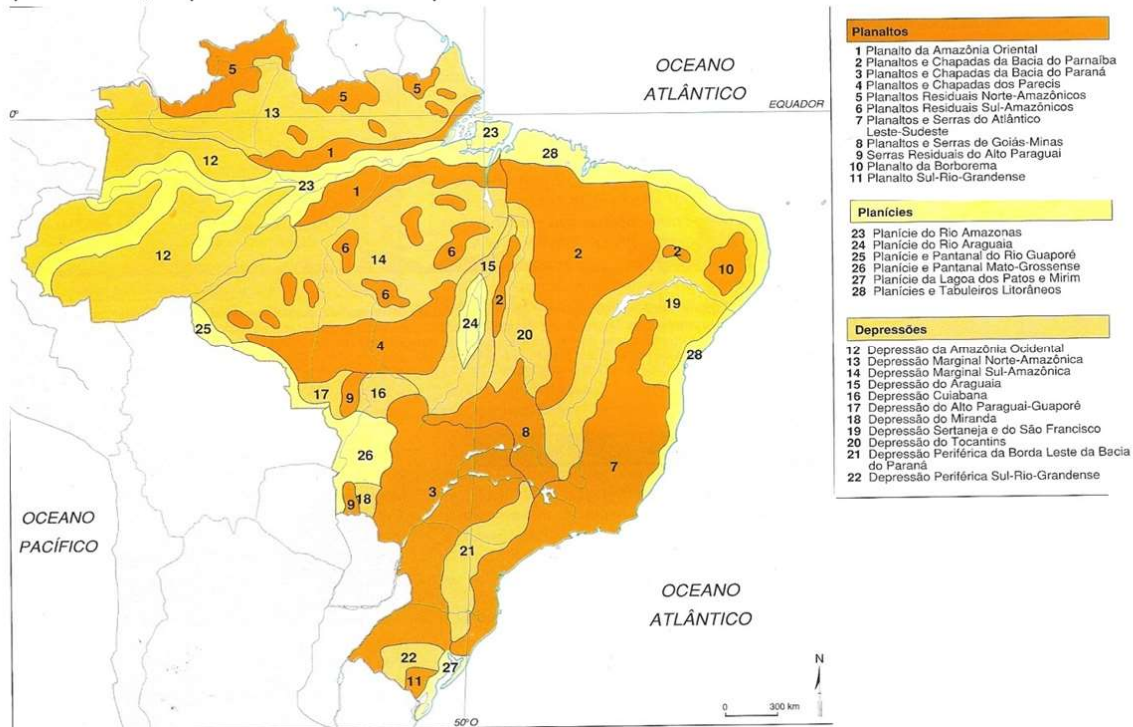 OCEANO
ATLÂNTICO
EQUADOR
0°
5
5
5
13
23
12
1
28
23
1
12
6
14
6
2
2
10
15
6
19
25
24
2
20
4
28
17
9
16
8
26
7
3
9
18
OCEANO
PACÍFICO
21
OCEANO
ATLÂNTICO
22
27
11
N
0 300 km
50°O
Planaltos
1 Planalto da Amazônia Oriental
2 Planaltos e Chapadas da Bacia do Parnaíba
3 Planaltos e Chapadas da Bacia do Paraná
4 Planaltos e Chapadas dos Parecis
5 Planaltos Residuais Norte-Amazônicos
6 Planaltos Residuais Sul-Amazônicos
7 Planaltos e Serras do Atlântico
Leste-Sudeste
8 Planaltos e Serras de Goiás-Minas
9 Serras Residuais do Alto Paraguai
10 Planalto da Borborema
11 Planalto Sul-Rio-Grandense
Planícies
23 Planície do Rio Amazonas
24 Planície do Rio Araguaia
25 Planície e Pantanal do Rio Guaporé
26 Planície e Pantanal Mato-Grossense
27 Planície da Lagoa dos Patos e Mirim
28 Planícies e Tabuleiros Litorâneos
Depressões
12 Depressão da Amazônia Ocidental
13 Depressão Marginal Norte-Amazônica
14 Depressão Marginal Sul-Amazônica
15 Depressão do Araguaia
16 Depressão Cuiabana
17 Depressão do Alto Paraguai-Guaporé
18 Depressão do Miranda
19 Depressão Sertaneja e do São Francisco
20 Depressão do Tocantins
21 Depressão Periférica da Borda Leste da Bacia
do Paraná
22 Depressão Periférica Sul-Rio-Grandense